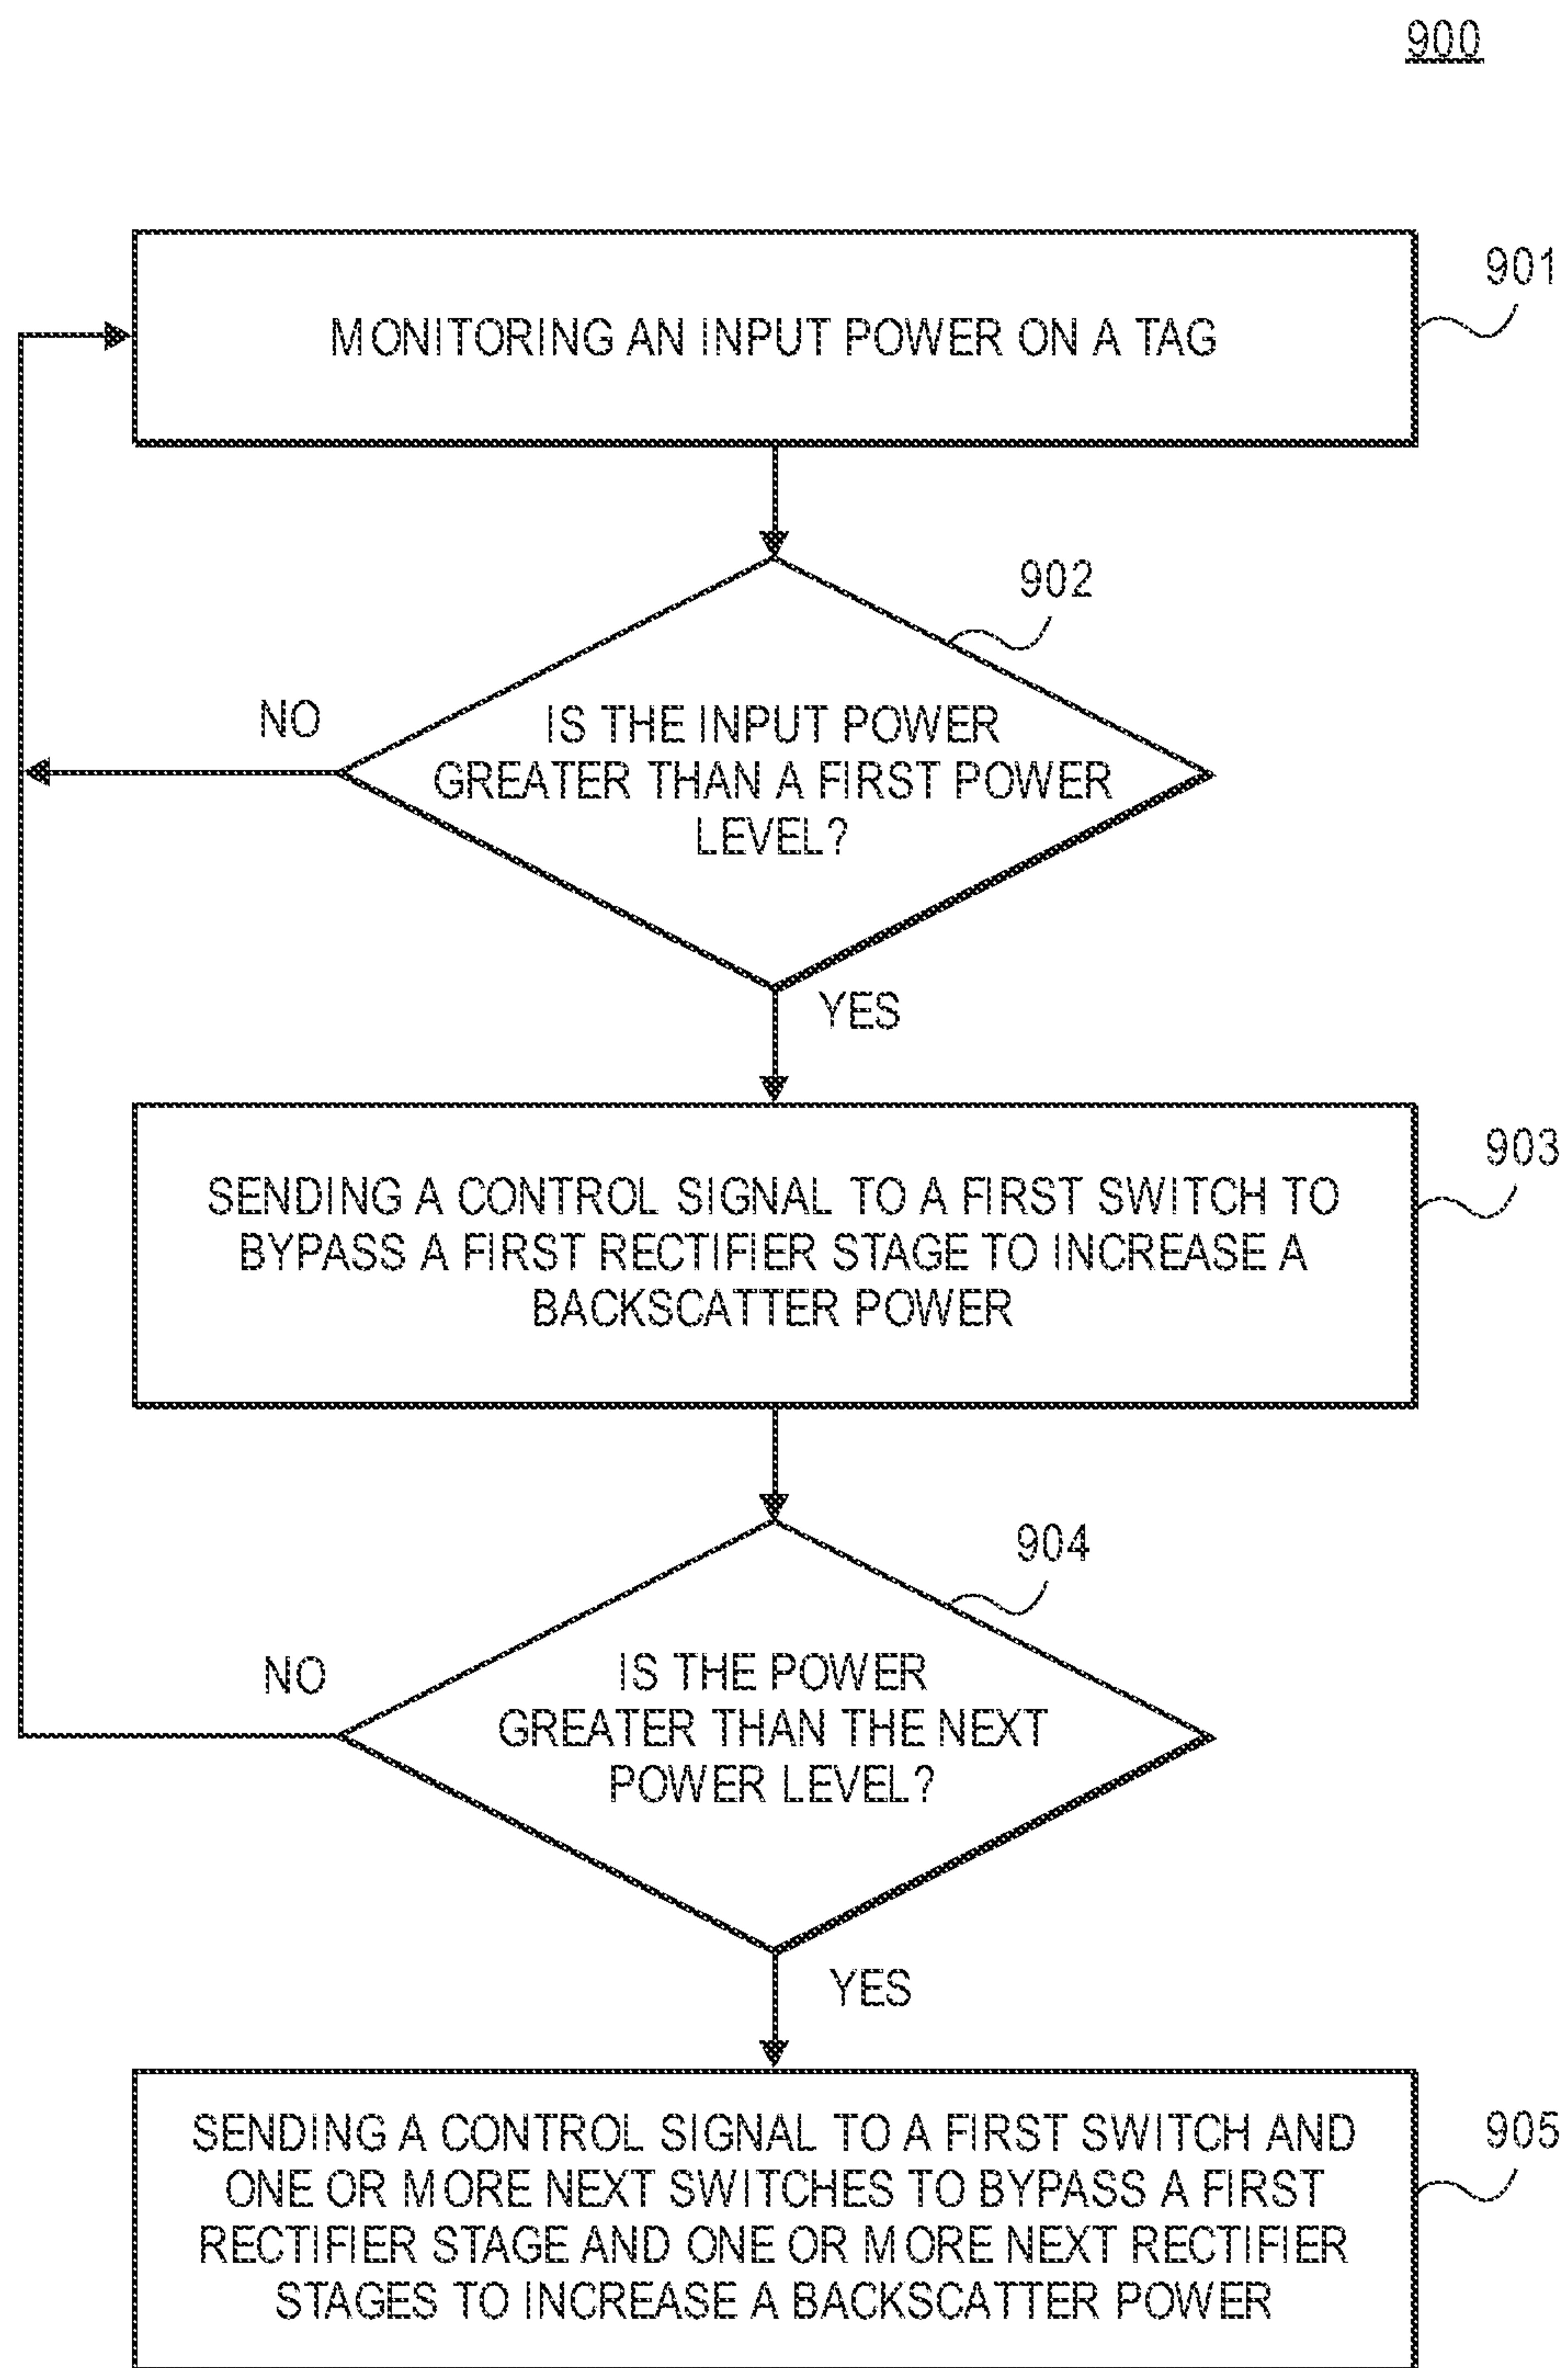 900
MONITORING AN INPUT POWER ON A TAG
901
902
NO
IS THE INPUT POWER
GREATER THAN A FIRST POWER
LEVEL?
YES
903
SENDING A CONTROL SIGNAL TO A FIRST SWITCH TO
BYPASS A FIRST RECTIFIER STAGE TO INCREASE A
BACKSCATTER POWER
904
NO
IS THE POWER
GREATER THAN THE NEXT
POWER LEVEL?
YES
905
SENDING A CONTROL SIGNAL TO A FIRST SWITCH AND
ONE OR MORE NEXT SWITCHES TO BYPASS A FIRST
RECTIFIER STAGE AND ONE OR MORE NEXT RECTIFIER
STAGES TO INCREASE A BACKSCATTER POWER